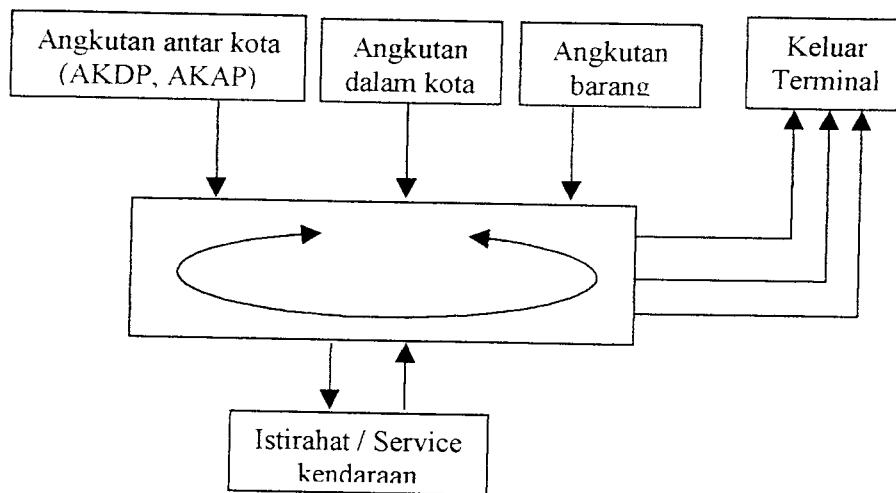 Angkutan antar kota
(AKDP, AKAP)
Angkutan
dalam kota
Angkutan
barang
Keluar
Terminal
Istirahat / Service
kendaraan